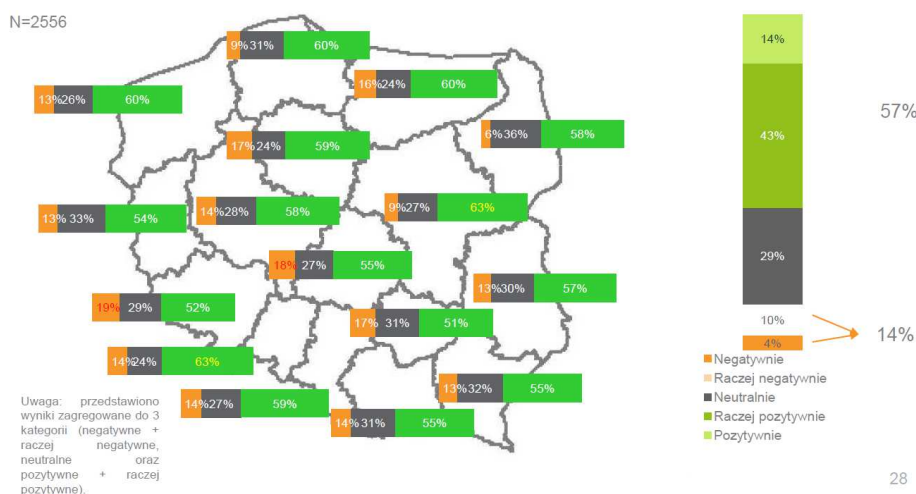 N=2556
9% 31% 60%
16% 24% 60%
13% 26% 60%
6% 36% 58%
17% 24% 59%
14% 28% 58%
9% 27% 63%
13% 33% 54%
18% 27% 55%
13% 30% 57%
19% 29% 52%
17% 31% 51%
14% 24% 63%
13% 32% 55%
14% 27% 59%
14% 31% 55%
Uwaga: przedstawiono
wyniki zagregowane do 3
kategorii (negatywne +
raczej negatywne,
neutralne oraz
pozytywne + raczej
pozytywne).
14%
57%
43%
29%
10%
14%
4%
Negatywnie
Raczej negatywnie
Neutralnie
Raczej pozytywnie
Pozytywnie
28